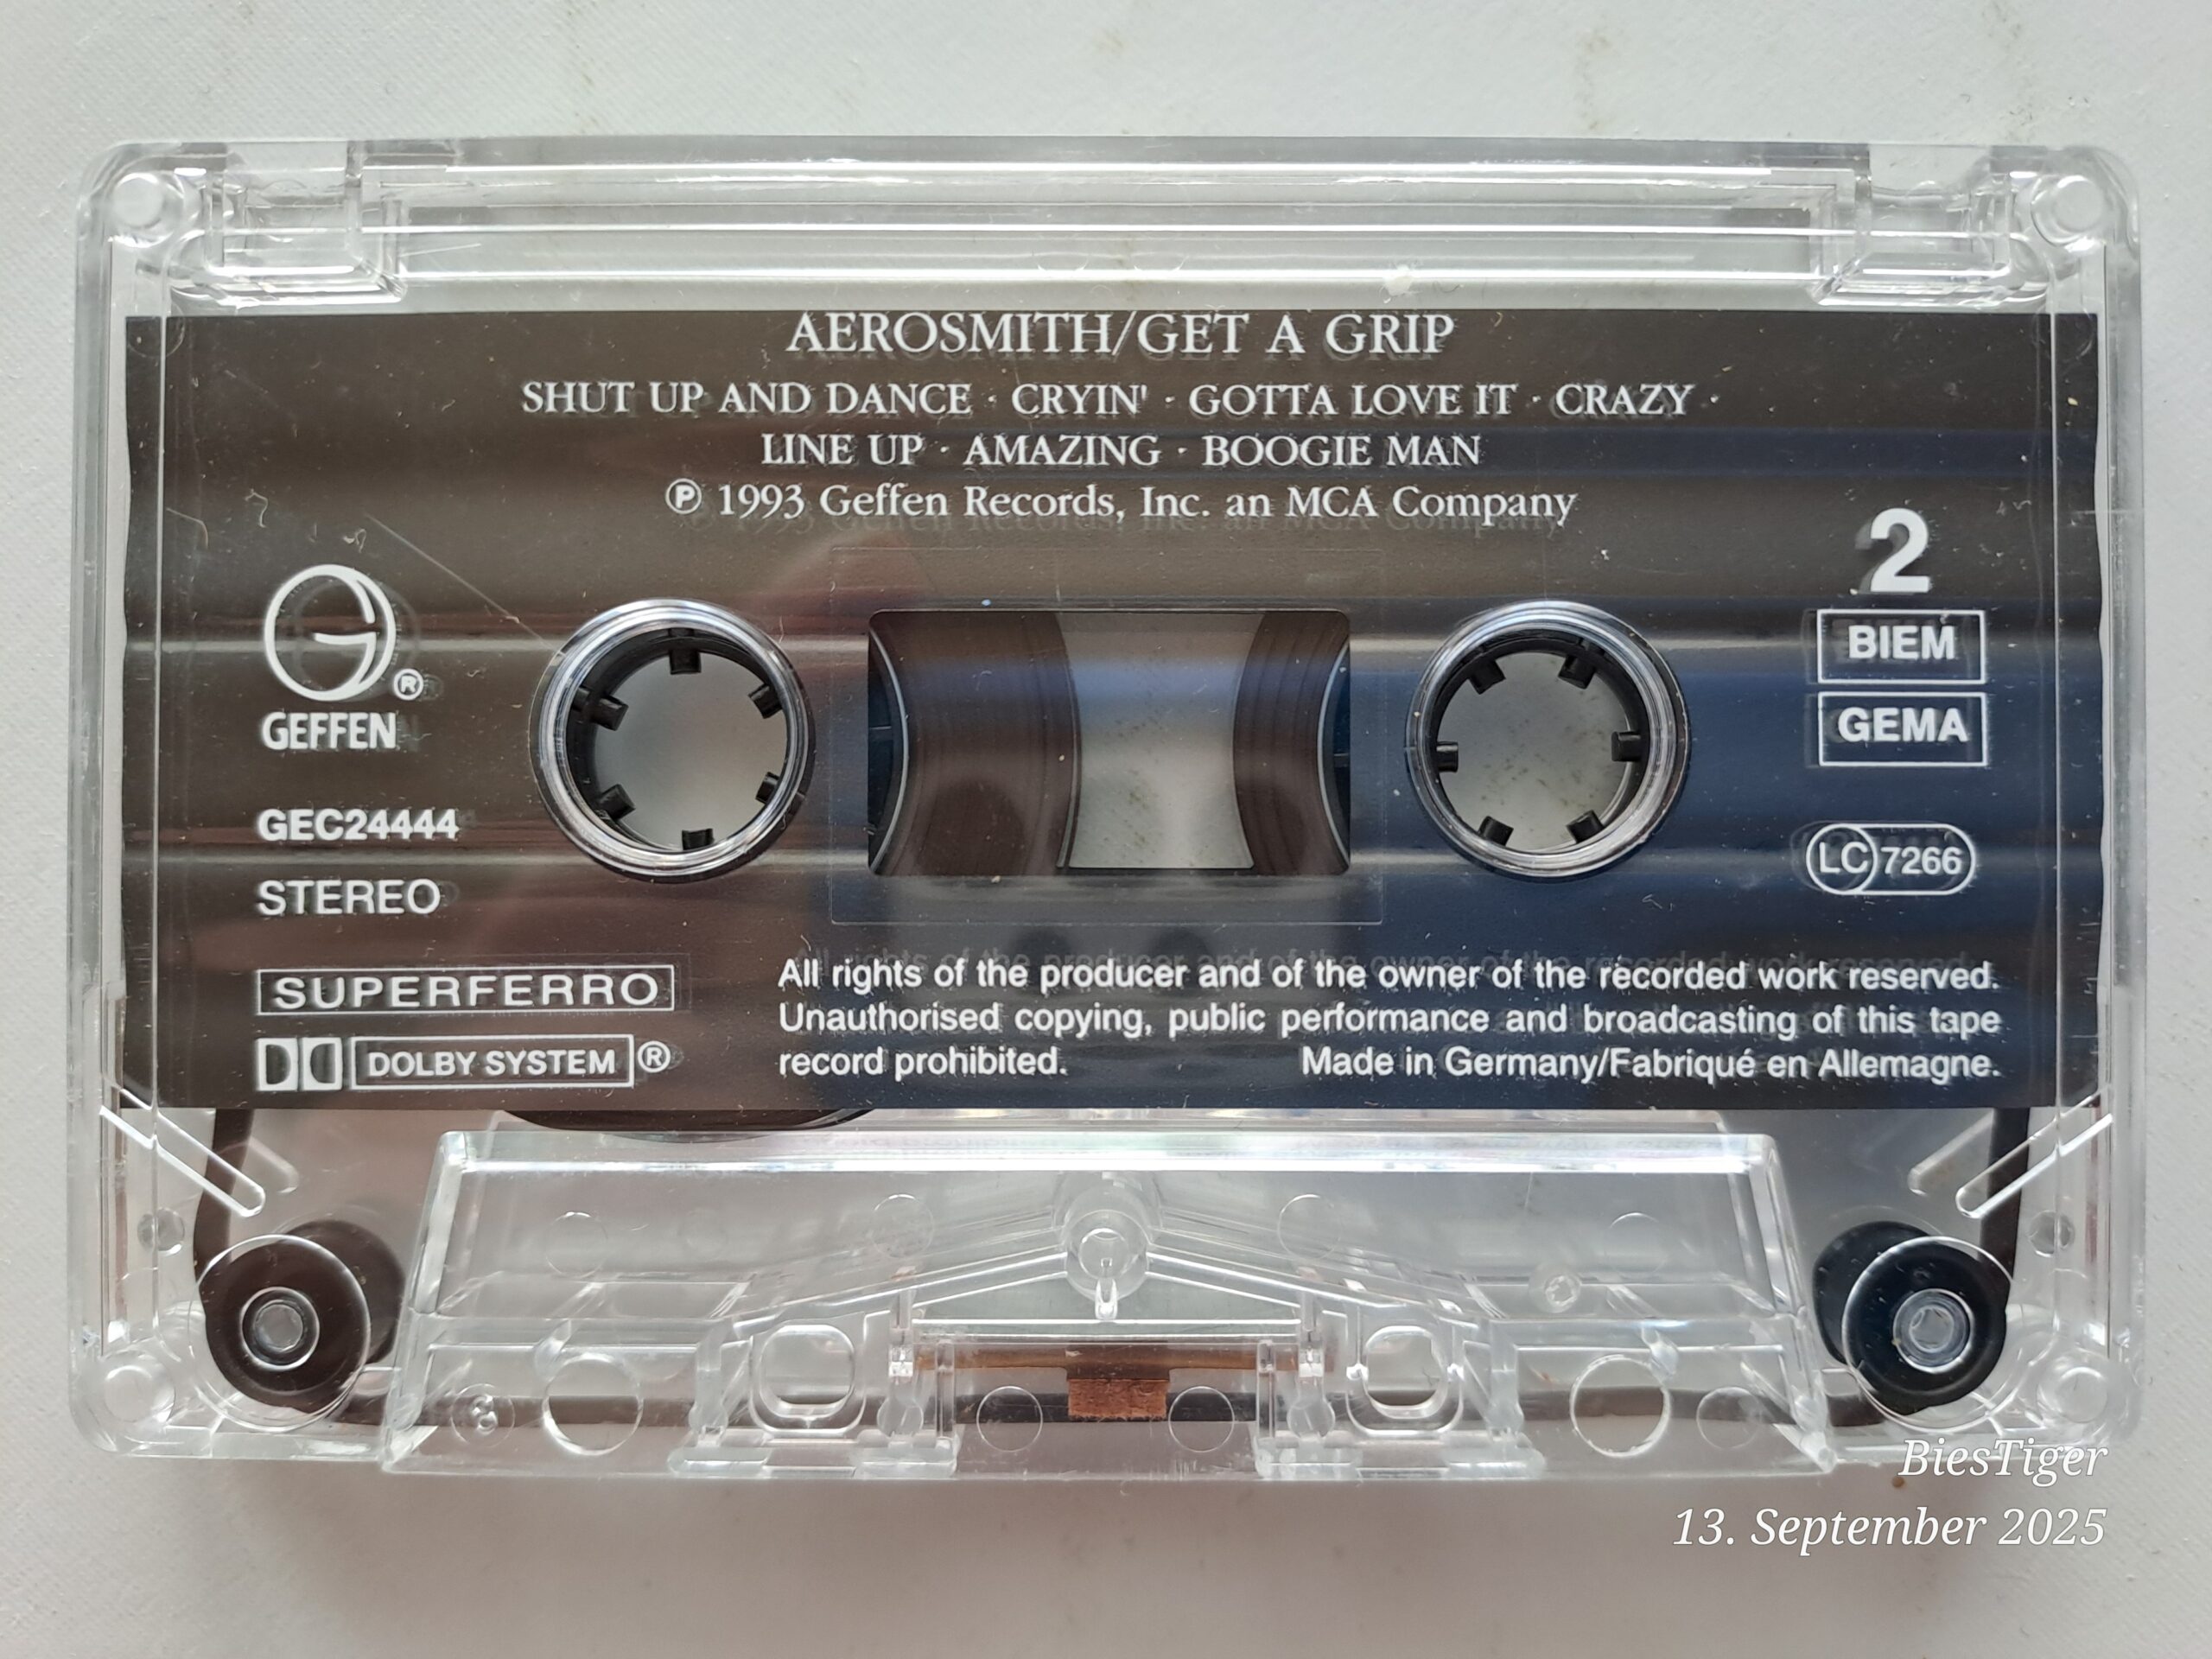 AEROSMITH/GET A GRIP
SHUT UP AND DANCE · CRYIN' · GOTTA LOVE IT · CRAZY ·
LINE UP · AMAZING · BOOGIE MAN
℗ 1993 Geffen Records, Inc. an MCA Company
2
BIEM
GEMA
G ®
GEFFEN
GEC24444
STEREO
LC 7266
SUPERFERRO
DOLBY SYSTEM ®
All rights of the producer and of the owner of the recorded work reserved.
Unauthorised copying, public performance and broadcasting of this tape
record prohibited. Made in Germany/Fabriqué en Allemagne.
8
BiesTiger
13. September 2025